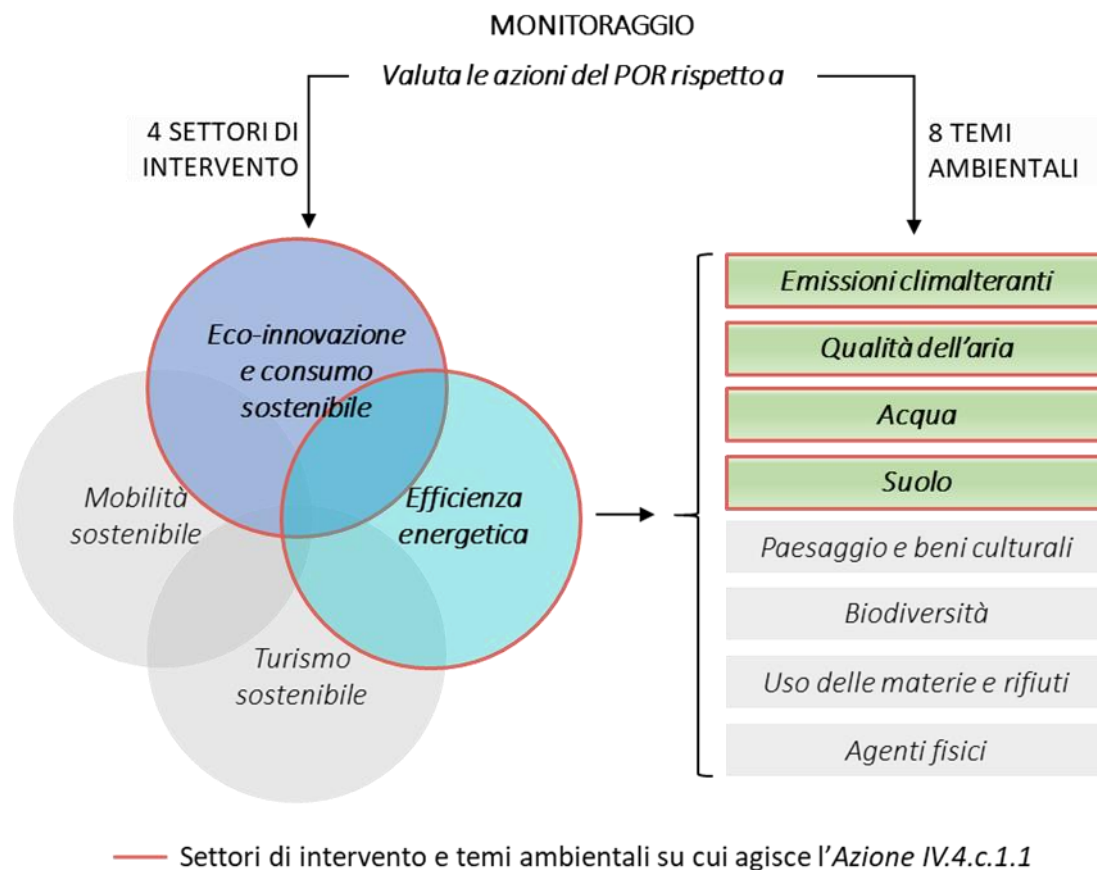 MONITORAGGIO
Valuta le azioni del POR rispetto a
4 SETTORI DI
INTERVENTO
8 TEMI
AMBIENTALI
Eco-innovazione
e consumo
sostenibile
Mobilità
sostenibile
Efficienza
energetica
Turismo
sostenibile
Emissioni climalteranti
Qualità dell’aria
Acqua
Suolo
Paesaggio e beni culturali
Biodiversità
Uso delle materie e rifiuti
Agenti fisici
Settori di intervento e temi ambientali su cui agisce l’Azione IV.4.c.1.1